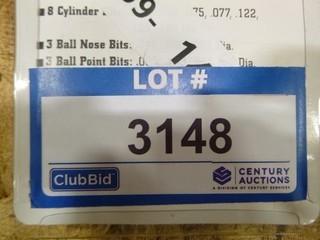 8 Cylinder 75, .077, .122,
3 Ball Nose Bits: Dia.
3 Ball Point Bits: Dia.
LOT #
3148
ClubBid
CENTURY
AUCTIONS
A DIVISION OF CENTURY SERVICES